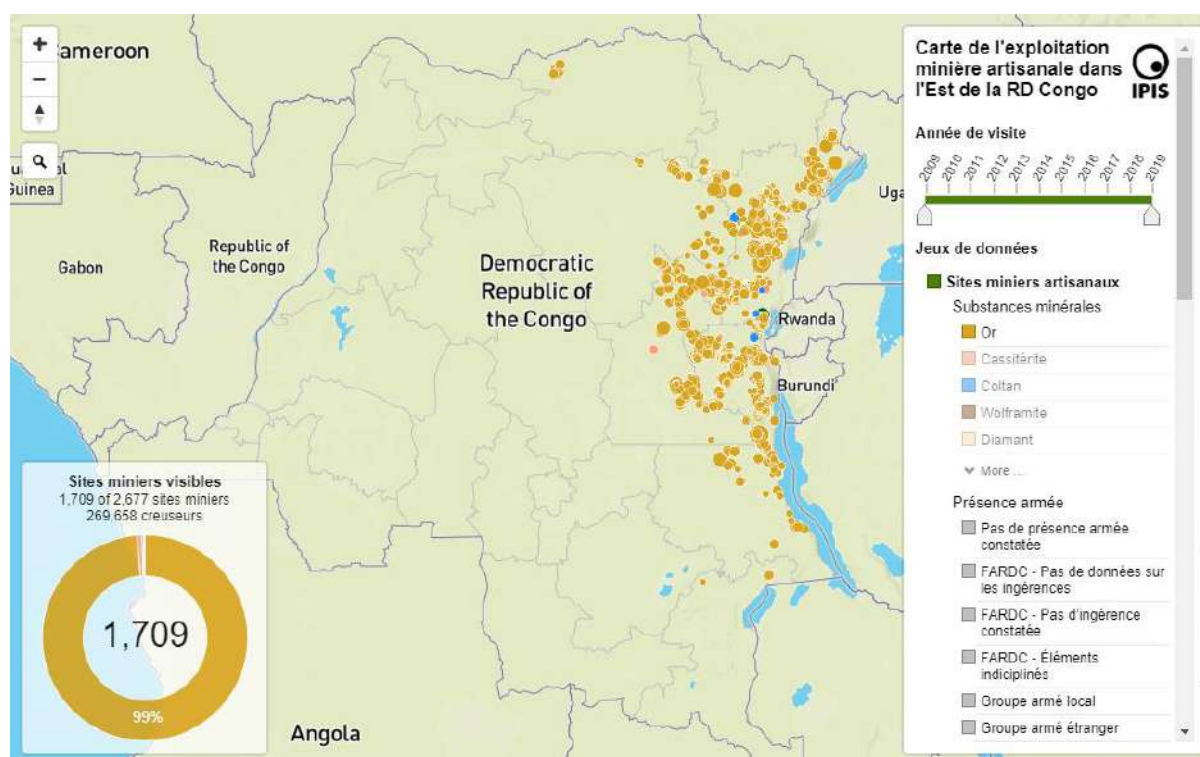 +
−
Cameroon
Guinea
Gabon
Republic of
the Congo
Democratic
Republic of
the Congo
Uga
Rwanda
Burundi
Angola
Sites miniers visibles
1,709 of 2,677 sites miniers
269,658 creuseurs
1,709
99%
Carte de l'exploitation
minière artisanale dans
l'Est de la RD Congo
IPIS
Année de visite
2009 2010 2011 2012 2013 2014 2015 2016 2017 2018 2019
Jeux de données
Sites miniers artisanaux
Substances minérales
Or
Cassitérite
Coltan
Wolframite
Diamant
More ...
Présence armée
Pas de présence armée
constatée
FARDC - Pas de données sur
les ingérences
FARDC - Pas d'ingérence
constatée
FARDC - Éléments
indiciplinés
Groupe armé local
Groupe armé étranger